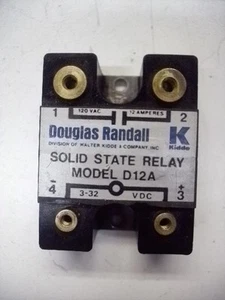 1 120 VAC 12 AMPERES 2
Douglas Randall K
DIVISION OF WALTER KIDDE & COMPANY, INC. Kidde
SOLID STATE RELAY
MODEL D12A
- +
4 3-32 VDC 3